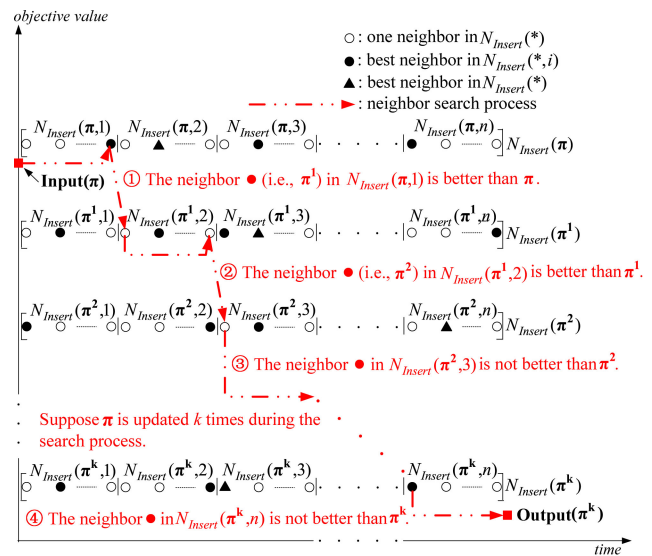 objective value
○ : one neighbor in N_Insert(*)
● : best neighbor in N_Insert(*,i)
▲ : best neighbor in N_Insert(*)
: neighbor search process
N_Insert(π,1) N_Insert(π,2) N_Insert(π,3) N_Insert(π,n) N_Insert(π)
Input(π)
① The neighbor ● (i.e., π¹) in N_Insert(π,1) is better than π .
N_Insert(π¹,1) N_Insert(π¹,2) N_Insert(π¹,3) N_Insert(π¹,n) N_Insert(π¹)
② The neighbor ● (i.e., π²) in N_Insert(π¹,2) is better than π¹.
N_Insert(π²,1) N_Insert(π²,2) N_Insert(π²,3) N_Insert(π²,n) N_Insert(π²)
③ The neighbor ● in N_Insert(π²,3) is not better than π².
Suppose π is updated k times during the
search process.
N_Insert(πᵏ,1) N_Insert(πᵏ,2) N_Insert(πᵏ,3) N_Insert(πᵏ,n) N_Insert(πᵏ)
④ The neighbor ● in N_Insert(πᵏ,n) is not better than πᵏ.
Output(πᵏ)
time